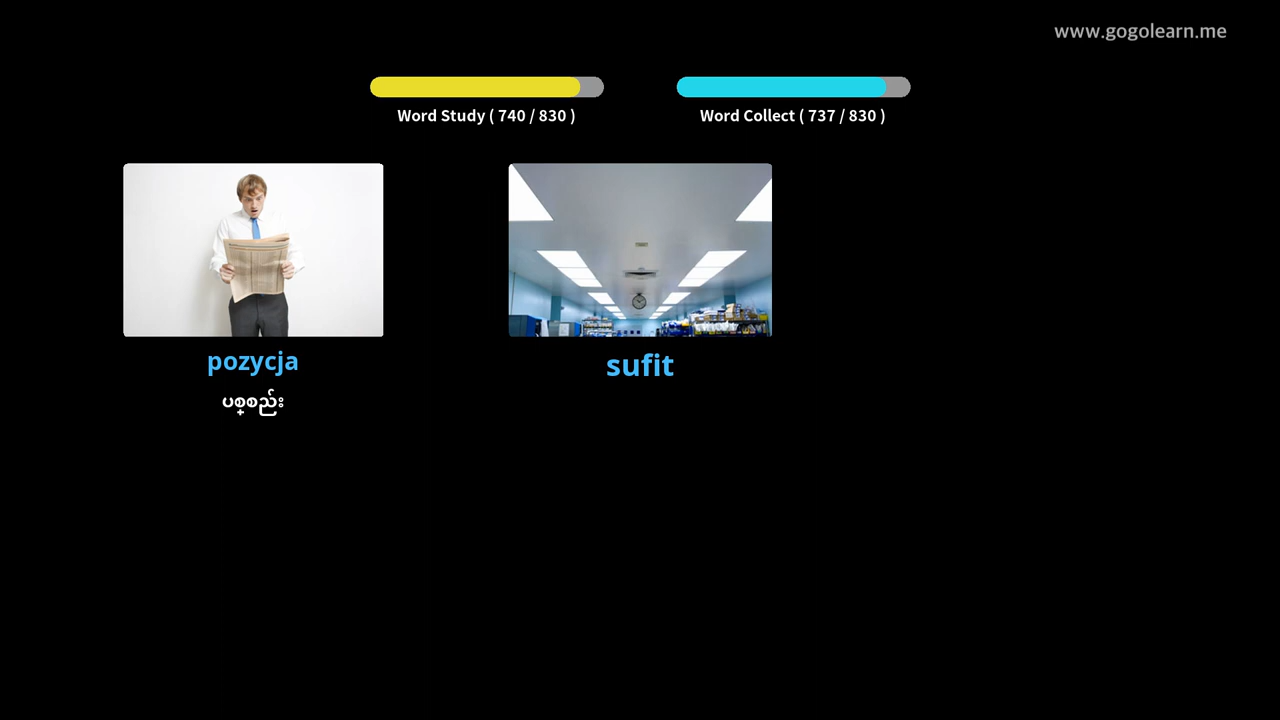 www.gogolearn.me
Word Study ( 740 / 830 )
Word Collect ( 737 / 830 )
pozycja
sufit
ပစ္စည်း